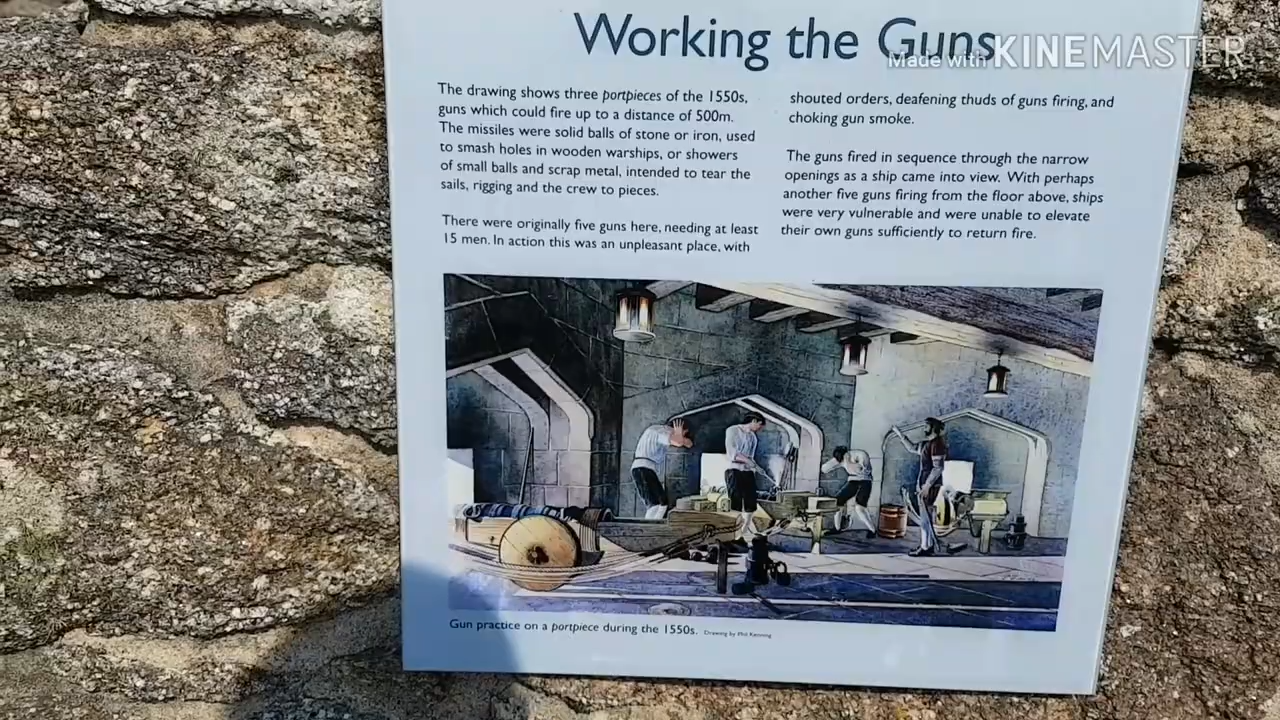 Working the Guns
Made with KINEMASTER
The drawing shows three portpieces of the 1550s,
guns which could fire up to a distance of 500m.
The missiles were solid balls of stone or iron, used
to smash holes in wooden warships, or showers
of small balls and scrap metal, intended to tear the
sails, rigging and the crew to pieces.
There were originally five guns here, needing at least
15 men. In action this was an unpleasant place, with
shouted orders, deafening thuds of guns firing, and
choking gun smoke.
The guns fired in sequence through the narrow
openings as a ship came into view. With perhaps
another five guns firing from the floor above, ships
were very vulnerable and were unable to elevate
their own guns sufficiently to return fire.
Gun practice on a portpiece during the 1550s. Drawing by Phil Kenning